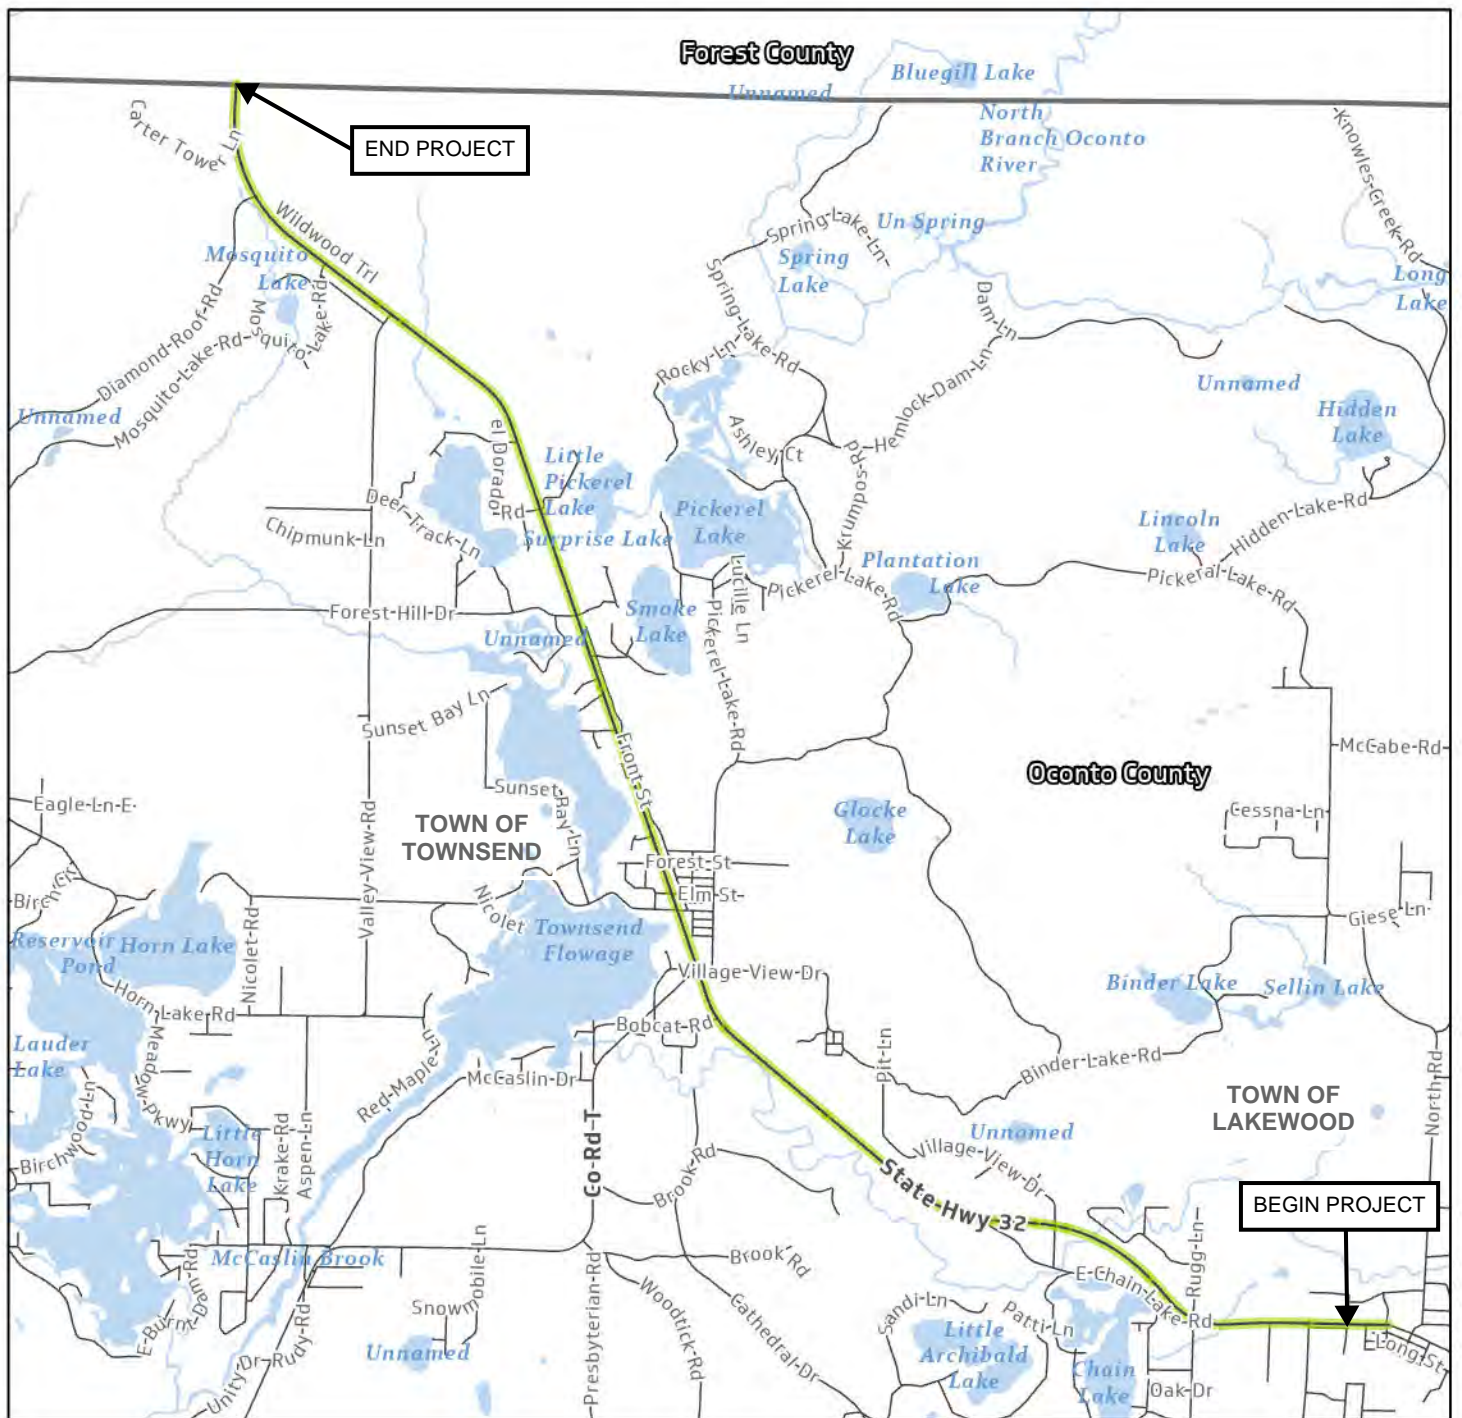 Forest County
Bluegill Lake
Unnamed
North
Branch Oconto
River
Carter Tower Ln
END PROJECT
Knowles-Creek-Rd
Wildwood Trl
Spring-Lake-Ln
Un Spring
Mosquito
Lake
Spring
Lake
Long
Lake
Diamond-Roof-Rd
Mosquito-Lake-Rd
Mosquito-Lake-Rd
Spring-Lake-Rd
Dam-Ln
Rocky-Ln
Hemlock-Dam-Ln
Unnamed
Unnamed
Hidden
Lake
el Dorado
Rd
Ashley Ct
Little
Pickerel
Lake
Krumpos-Rd
Deer-Track-Ln
Chipmunk-Ln
Surprise Lake
Pickerel
Lake
Lincoln
Lake
Hidden-Lake-Rd
Plantation
Lake
Lucille Ln
Pickerel-Lake-Rd
Pickeral-Lake-Rd
Forest-Hill-Dr
Unnamed
Smoke
Lake
Pickerel-Lake-Rd
Sunset Bay Ln
Front-St
McCabe-Rd
Oconto County
Eagle-Ln-E
Sunset-Bay-Ln
Valley-View-Rd
TOWN OF
TOWNSEND
Glocke
Lake
Cessna-Ln
Forest-St
Elm-St
Nicolet
Giese-Ln
Reservoir
Pond
Horn Lake
Nicolet-Rd
Townsend
Flowage
Village-View-Dr
Binder Lake
Sellin Lake
Horn-Lake-Rd
Bobcat-Rd
Lauder
Lake
Meadow-Pkwy
Red-Maple-Ln
McCaslin-Dr
Pit-Ln
Binder-Lake-Rd
North-Rd
TOWN OF
LAKEWOOD
Birchwood-Ln
Little
Horn
Lake
Krake-Rd
Aspen-Ln
Co-Rd-T
Brook-Rd
Unnamed
Village-View-Dr
State-Hwy-32
BEGIN PROJECT
McCaslin Brook
Brook Rd
E-Chain-Lake-Rd
Rugg-Ln
E-Burnt-Dam-Rd
Snowmobile-Ln
Presbyterian-Rd
Woodtick-Rd
Cathedral-Dr
Sandi-Ln
Patti-Ln
Unnamed
Little
Archibald
Lake
Chain
Lake
E-Long-St
Unity-Dr
Rudy-Rd
Oak-Dr